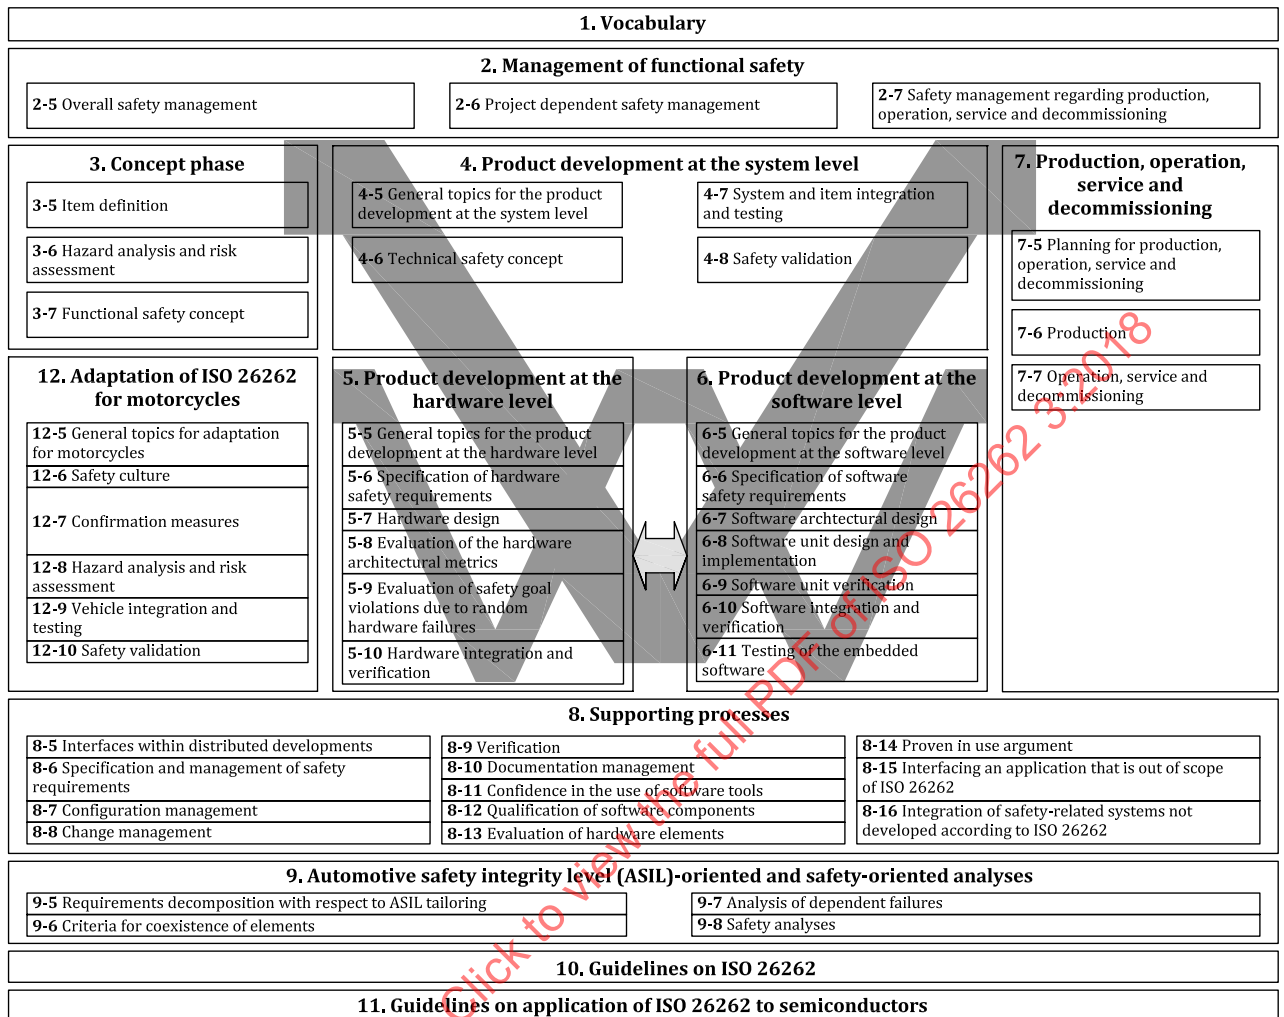 1. Vocabulary
2. Management of functional safety
2-5 Overall safety management
2-6 Project dependent safety management
2-7 Safety management regarding production,
operation, service and decommissioning
3. Concept phase
3-5 Item definition
3-6 Hazard analysis and risk
assessment
3-7 Functional safety concept
4. Product development at the system level
4-5 General topics for the product
development at the system level
4-6 Technical safety concept
4-7 System and item integration
and testing
4-8 Safety validation
7. Production, operation,
service and
decommissioning
7-5 Planning for production,
operation, service and
decommissioning
7-6 Production
7-7 Operation, service and
decommissioning
12. Adaptation of ISO 26262
for motorcycles
12-5 General topics for adaptation
for motorcycles
12-6 Safety culture
12-7 Confirmation measures
12-8 Hazard analysis and risk
assessment
12-9 Vehicle integration and
testing
12-10 Safety validation
5. Product development at the
hardware level
5-5 General topics for the product
development at the hardware level
5-6 Specification of hardware
safety requirements
5-7 Hardware design
5-8 Evaluation of the hardware
architectural metrics
5-9 Evaluation of safety goal
violations due to random
hardware failures
5-10 Hardware integration and
verification
6. Product development at the
software level
6-5 General topics for the product
development at the software level
6-6 Specification of software
safety requirements
6-7 Software archtectural design
6-8 Software unit design and
implementation
6-9 Software unit verification
6-10 Software integration and
verification
6-11 Testing of the embedded
software
8. Supporting processes
8-5 Interfaces within distributed developments
8-6 Specification and management of safety
requirements
8-7 Configuration management
8-8 Change management
8-9 Verification
8-10 Documentation management
8-11 Confidence in the use of software tools
8-12 Qualification of software components
8-13 Evaluation of hardware elements
8-14 Proven in use argument
8-15 Interfacing an application that is out of scope
of ISO 26262
8-16 Integration of safety-related systems not
developed according to ISO 26262
9. Automotive safety integrity level (ASIL)-oriented and safety-oriented analyses
9-5 Requirements decomposition with respect to ASIL tailoring
9-6 Criteria for coexistence of elements
9-7 Analysis of dependent failures
9-8 Safety analyses
10. Guidelines on ISO 26262
11. Guidelines on application of ISO 26262 to semiconductors
Click to view the full PDF of ISO 26262 3:2018